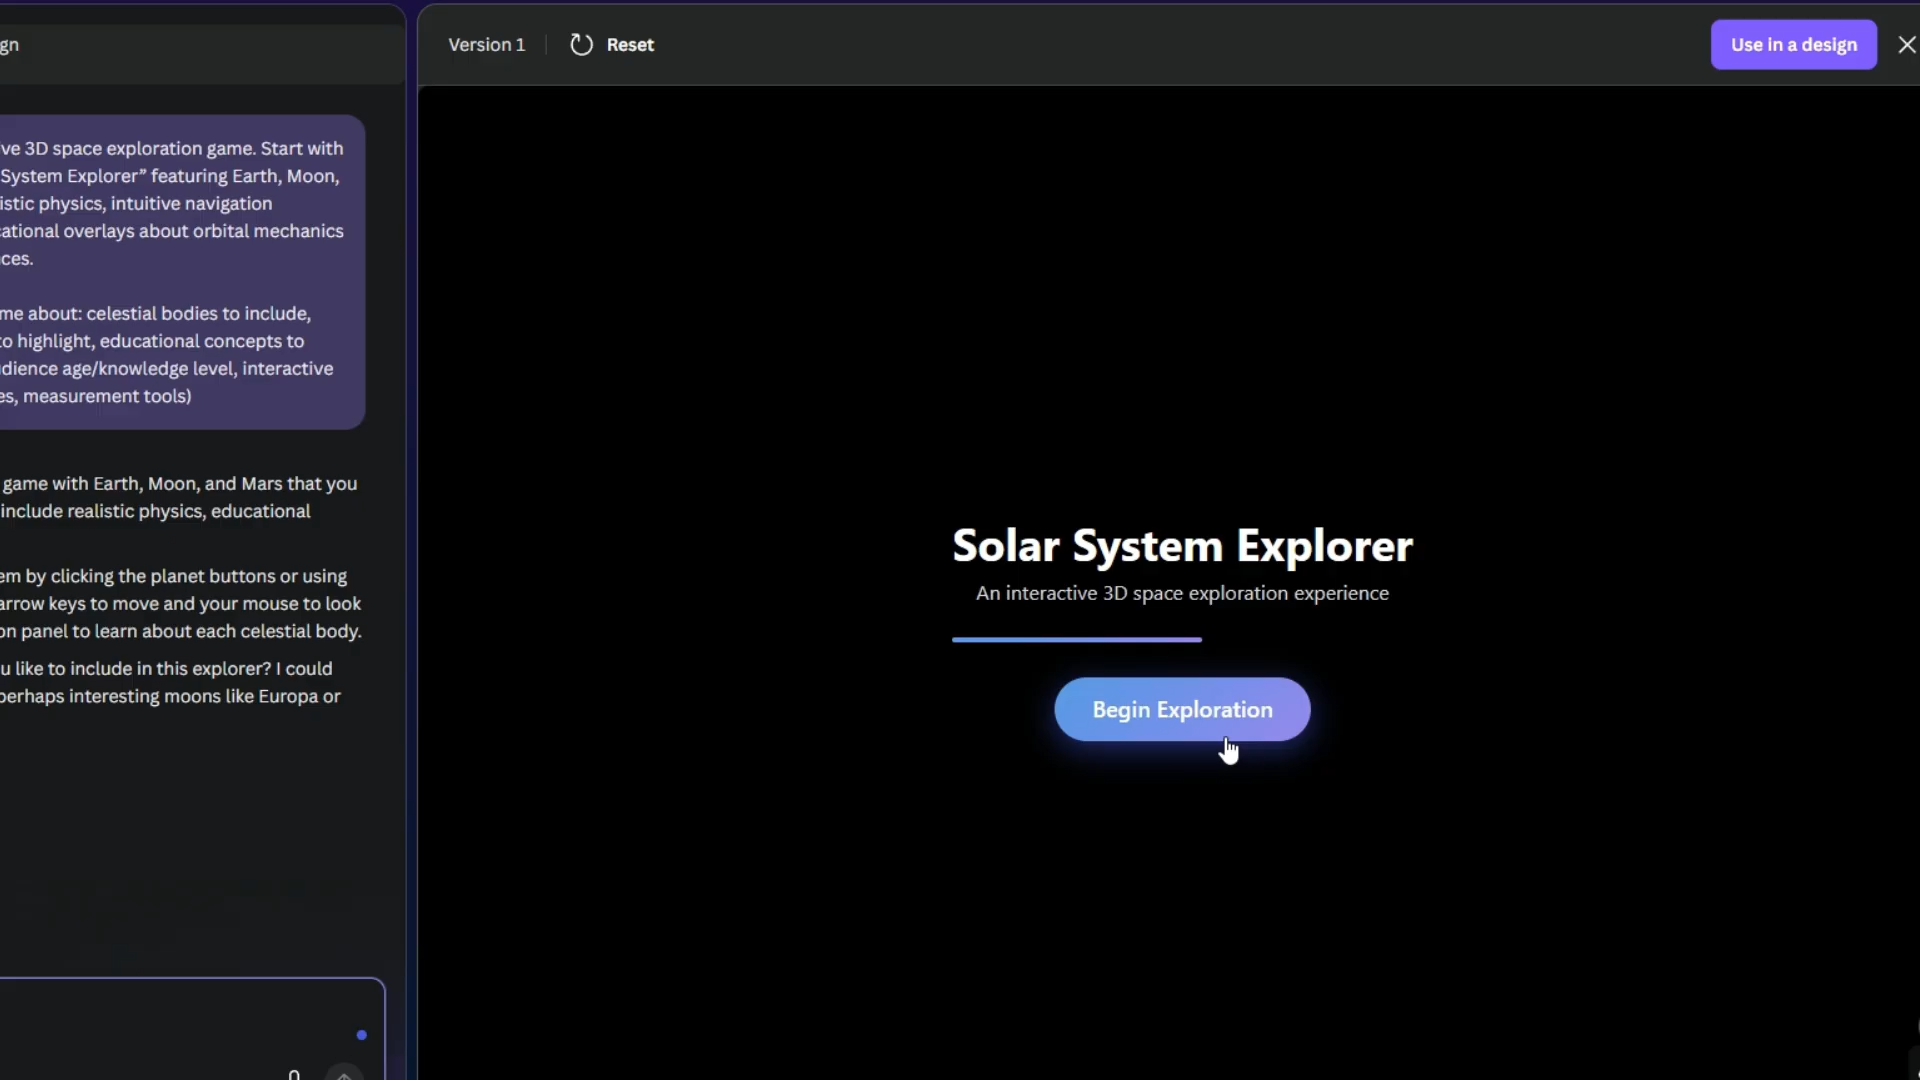 gn
Version 1
Reset
Use in a design
ve 3D space exploration game. Start with
System Explorer” featuring Earth, Moon,
istic physics, intuitive navigation
cational overlays about orbital mechanics
ces.
me about: celestial bodies to include,
to highlight, educational concepts to
udience age/knowledge level, interactive
es, measurement tools)
game with Earth, Moon, and Mars that you
include realistic physics, educational
em by clicking the planet buttons or using
arrow keys to move and your mouse to look
on panel to learn about each celestial body.
u like to include in this explorer? I could
perhaps interesting moons like Europa or
Solar System Explorer
An interactive 3D space exploration experience
Begin Exploration